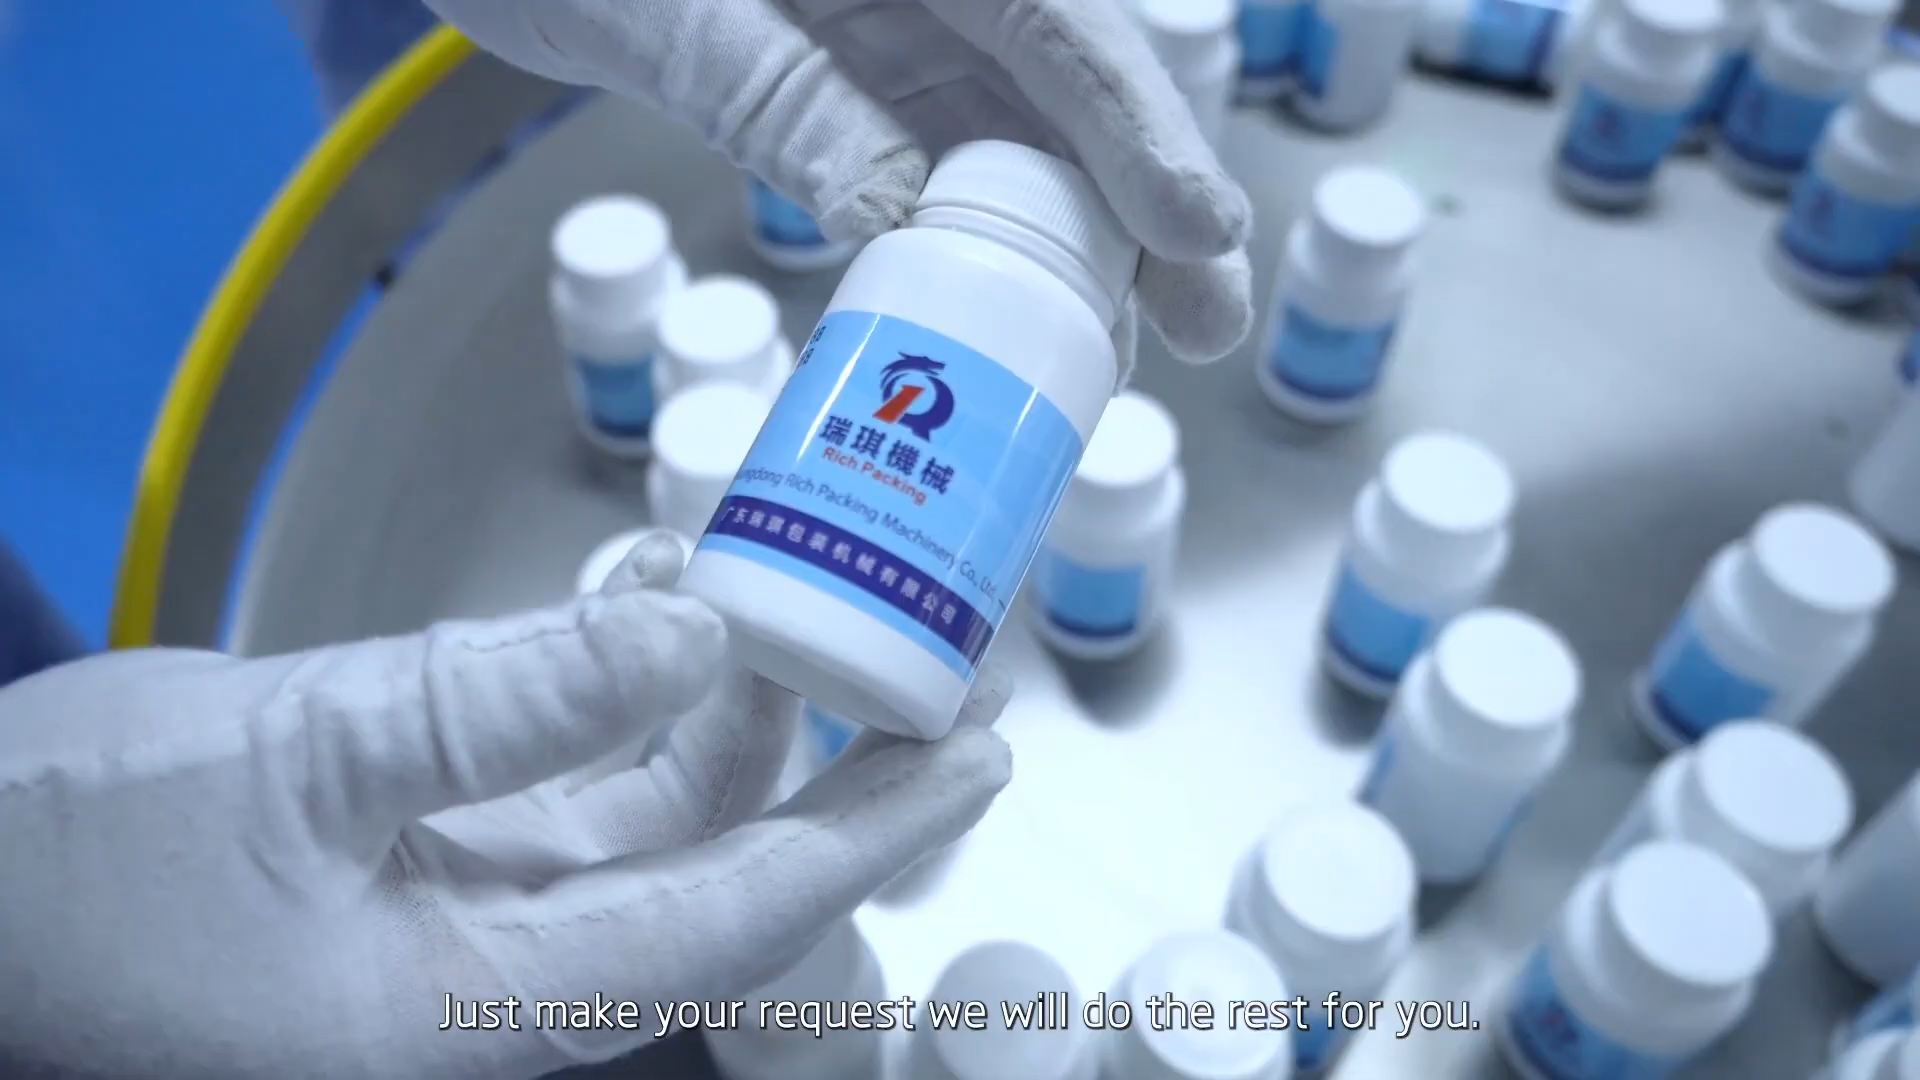 瑞琪機械
Rich Packing
Rich Packing Machinery Co., Ltd.
广东瑞琪包装机械有限公司
Just make your request we will do the rest for you.